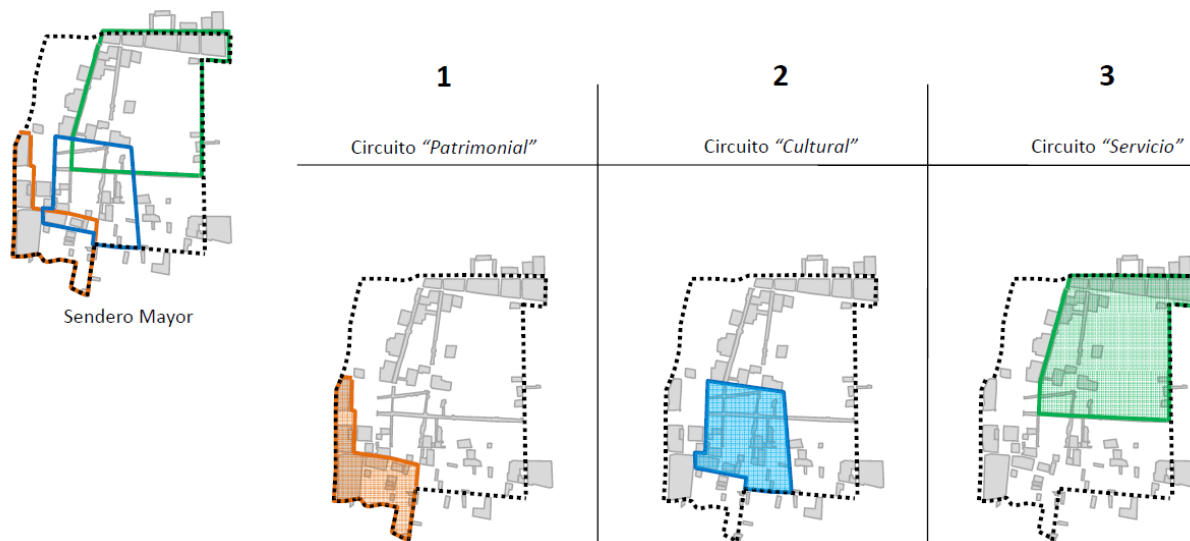 1
2
3
Circuito "Patrimonial"
Circuito "Cultural"
Circuito "Servicio"
Sendero Mayor